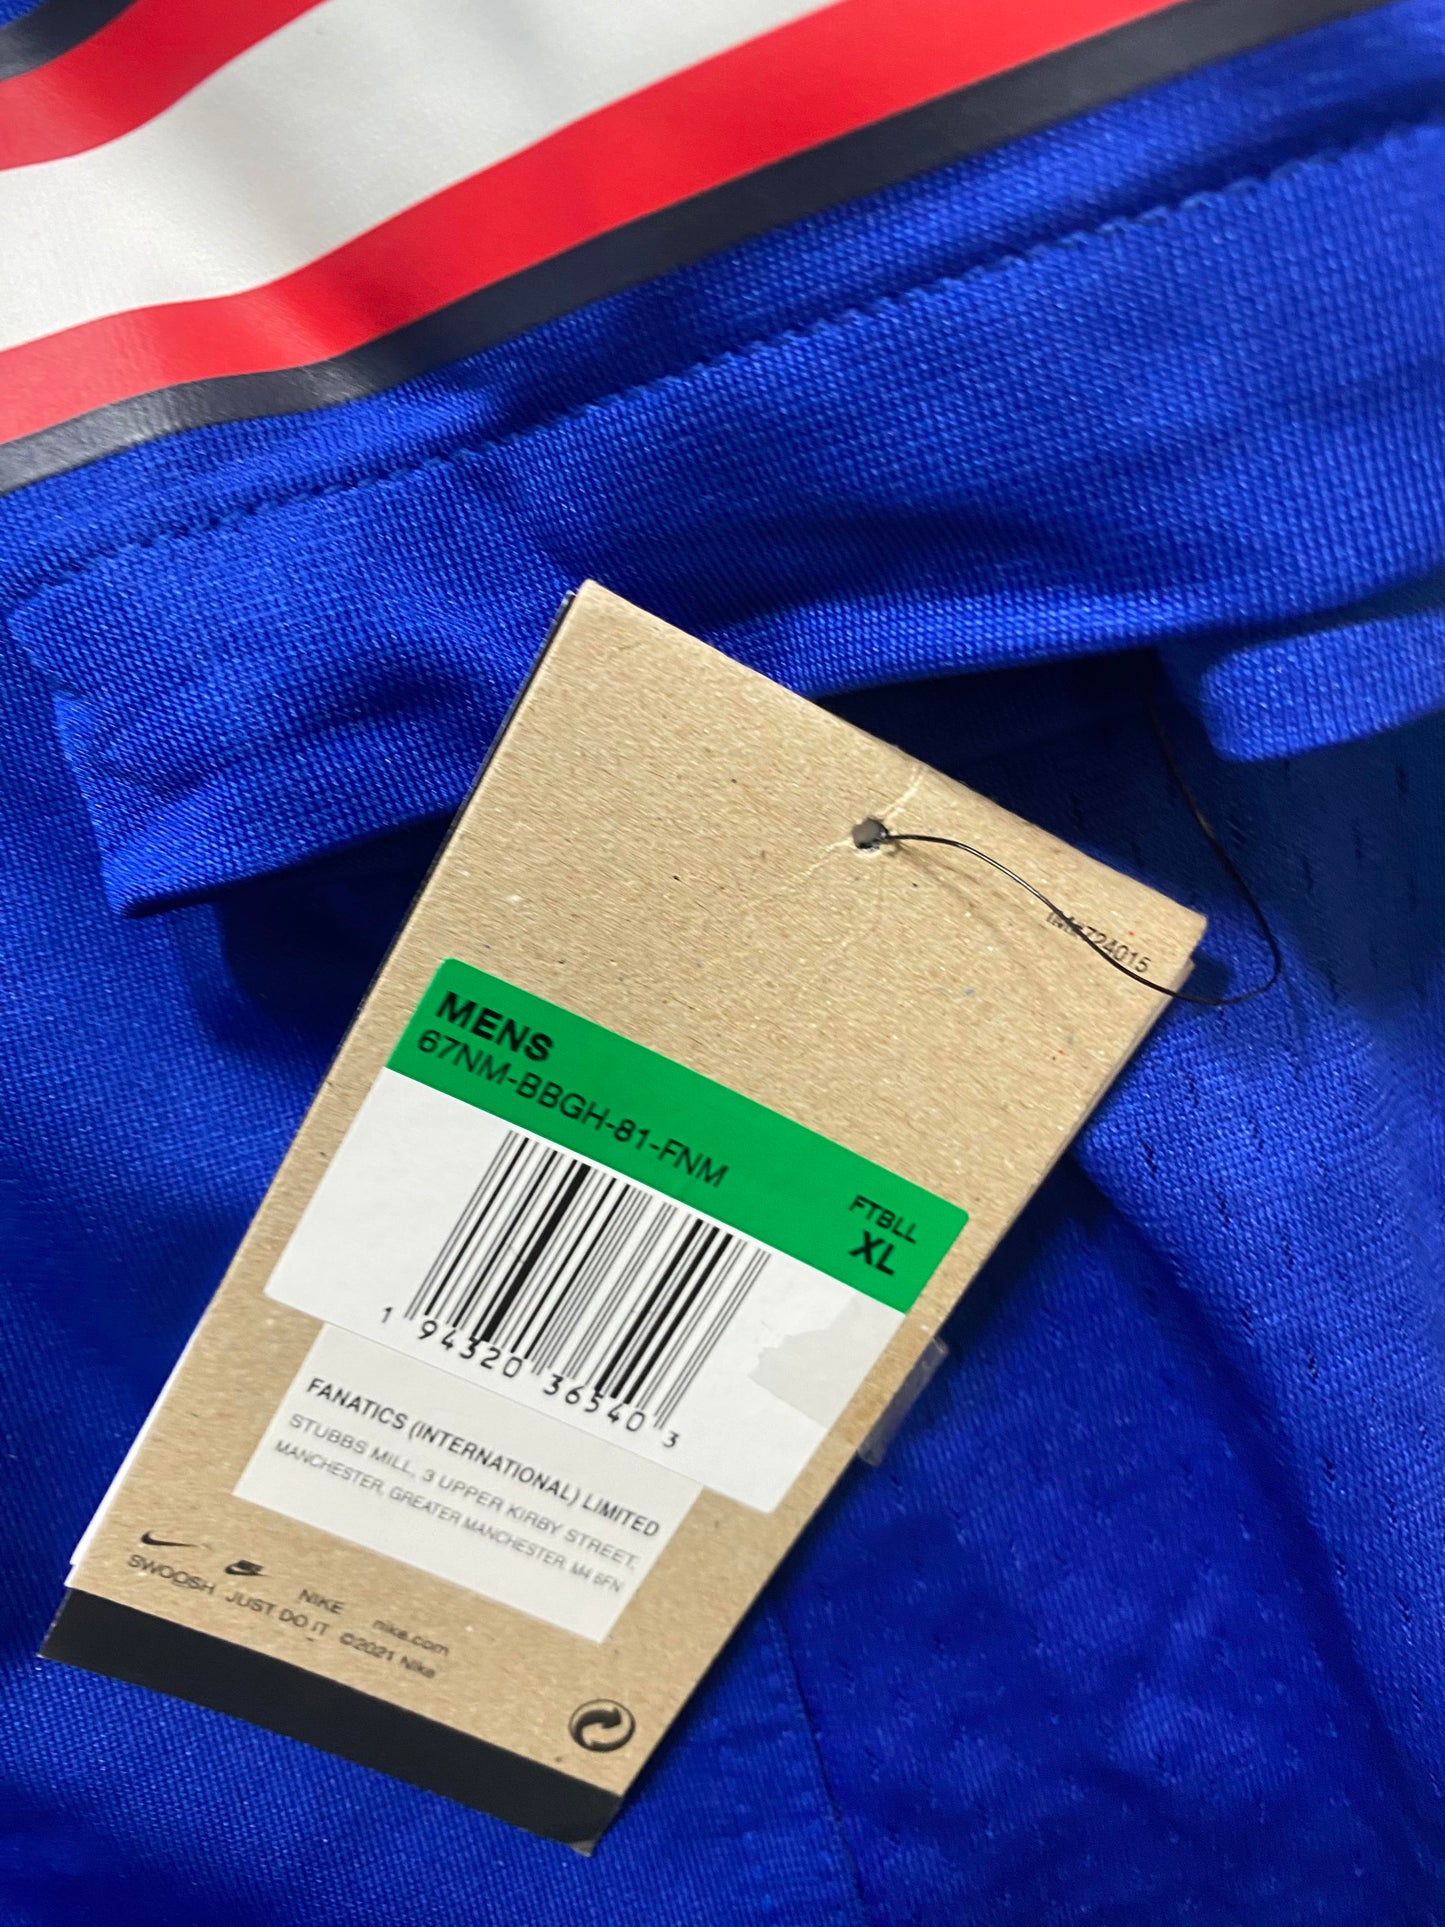 724015
MENS
67NM-BBGH-81-FNM
FTBLL
XL
1 94320 36540 3
FANATICS (INTERNATIONAL) LIMITED
STUBBS MILL, 3 UPPER KIRBY STREET,
MANCHESTER, GREATER MANCHESTER, M4 6FN
NIKE nike.com
SWOOSH JUST DO IT ©2021 Nike